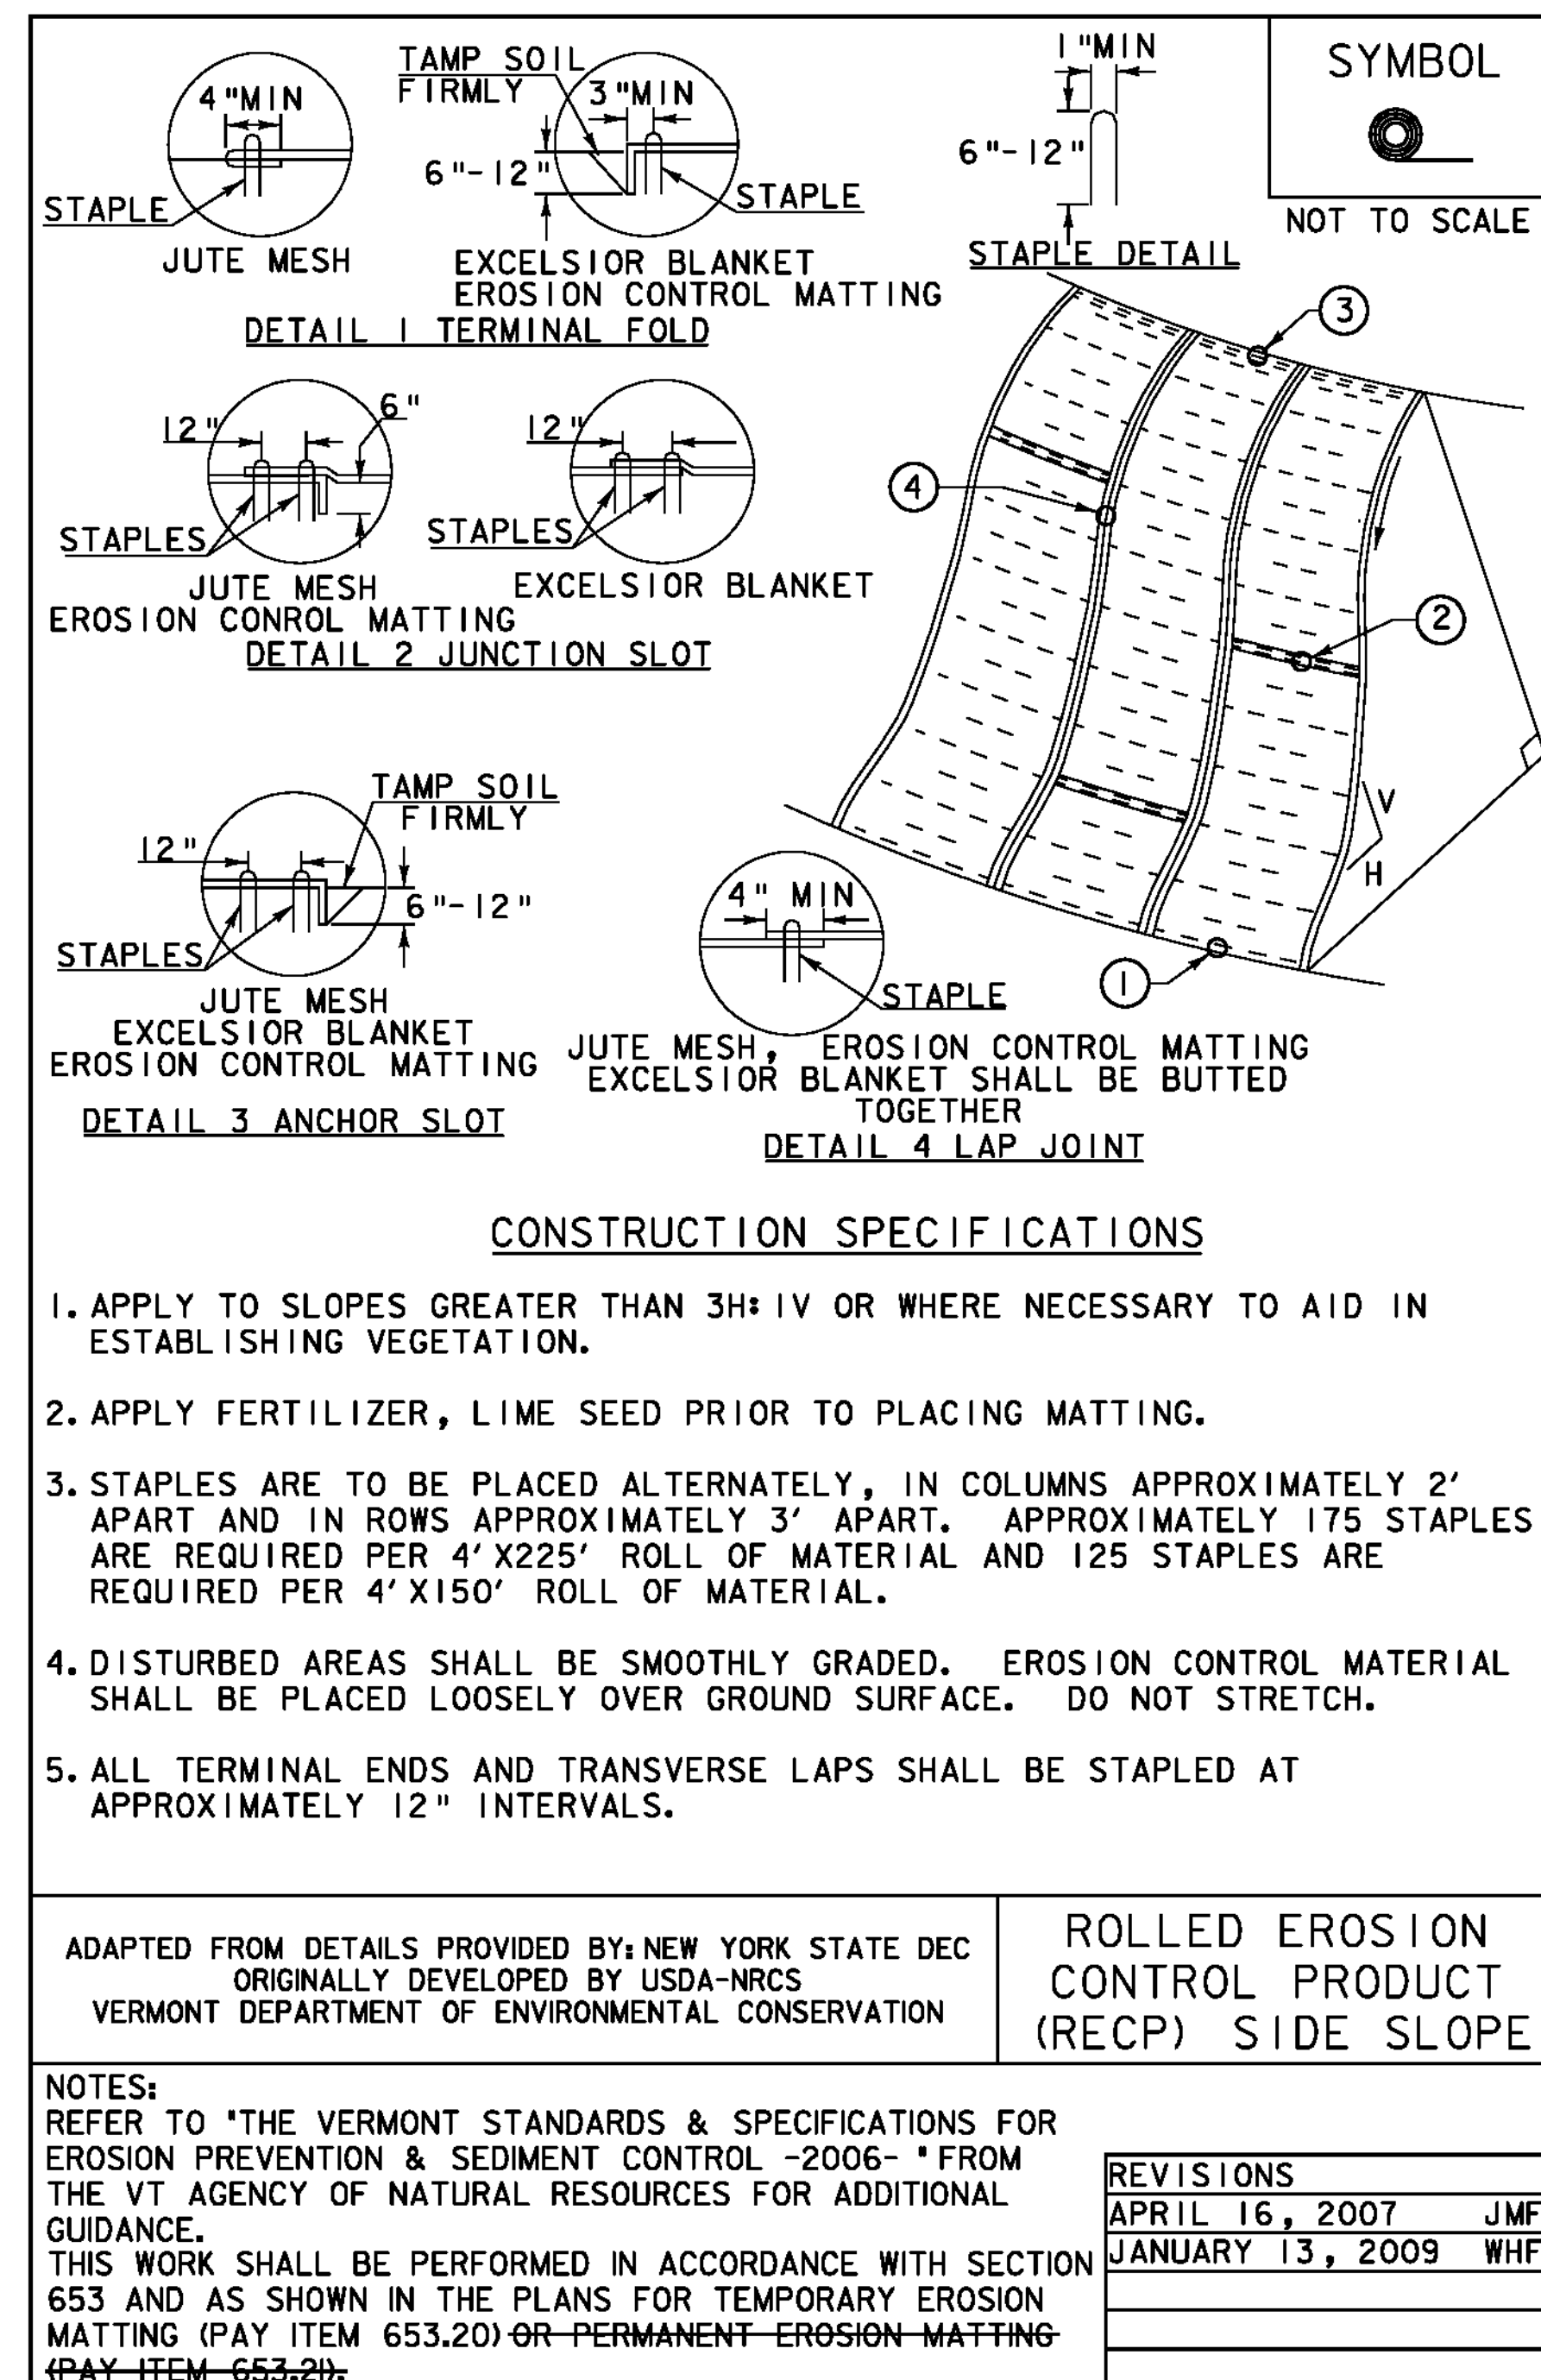 TAMP SOIL
FIRMLY
4"MIN
3"MIN
6"-12"
STAPLE
STAPLE
JUTE MESH
EXCELSIOR BLANKET
EROSION CONTROL MATTING
DETAIL 1 TERMINAL FOLD
1"MIN
6"-12"
STAPLE DETAIL
SYMBOL
NOT TO SCALE
12"
6"
STAPLES
JUTE MESH
EROSION CONROL MATTING
12"
STAPLES
EXCELSIOR BLANKET
DETAIL 2 JUNCTION SLOT
3
4
2
V
H
1
TAMP SOIL
FIRMLY
12"
6"-12"
STAPLES
JUTE MESH
EXCELSIOR BLANKET
EROSION CONTROL MATTING
DETAIL 3 ANCHOR SLOT
4" MIN
STAPLE
JUTE MESH, EROSION CONTROL MATTING
EXCELSIOR BLANKET SHALL BE BUTTED
TOGETHER
DETAIL 4 LAP JOINT
CONSTRUCTION SPECIFICATIONS
1. APPLY TO SLOPES GREATER THAN 3H:1V OR WHERE NECESSARY TO AID IN
ESTABLISHING VEGETATION.
2. APPLY FERTILIZER, LIME SEED PRIOR TO PLACING MATTING.
3. STAPLES ARE TO BE PLACED ALTERNATELY, IN COLUMNS APPROXIMATELY 2'
APART AND IN ROWS APPROXIMATELY 3' APART. APPROXIMATELY 175 STAPLES
ARE REQUIRED PER 4'X225' ROLL OF MATERIAL AND 125 STAPLES ARE
REQUIRED PER 4'X150' ROLL OF MATERIAL.
4. DISTURBED AREAS SHALL BE SMOOTHLY GRADED. EROSION CONTROL MATERIAL
SHALL BE PLACED LOOSELY OVER GROUND SURFACE. DO NOT STRETCH.
5. ALL TERMINAL ENDS AND TRANSVERSE LAPS SHALL BE STAPLED AT
APPROXIMATELY 12" INTERVALS.
ADAPTED FROM DETAILS PROVIDED BY: NEW YORK STATE DEC
ORIGINALLY DEVELOPED BY USDA-NRCS
VERMONT DEPARTMENT OF ENVIRONMENTAL CONSERVATION
ROLLED EROSION
CONTROL PRODUCT
(RECP) SIDE SLOPE
NOTES:
REFER TO "THE VERMONT STANDARDS & SPECIFICATIONS FOR
EROSION PREVENTION & SEDIMENT CONTROL -2006- " FROM
THE VT AGENCY OF NATURAL RESOURCES FOR ADDITIONAL
GUIDANCE.
THIS WORK SHALL BE PERFORMED IN ACCORDANCE WITH SECTION
653 AND AS SHOWN IN THE PLANS FOR TEMPORARY EROSION
MATTING (PAY ITEM 653.20) OR PERMANENT EROSION MATTING
(PAY ITEM 653.21).
REVISIONS
APRIL 16, 2007 JMF
JANUARY 13, 2009 WHF